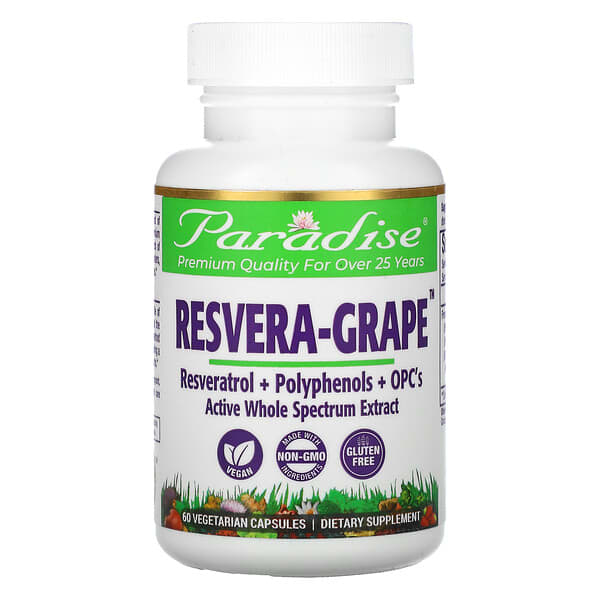 Paradise®
Premium Quality For Over 25 Years
RESVERA-GRAPE™
Resveratrol + Polyphenols + OPC's
Active Whole Spectrum Extract
VEGAN
MADE WITH
NON-GMO
INGREDIENTS
GLUTEN
FREE
60 VEGETARIAN CAPSULES | DIETARY SUPPLEMENT